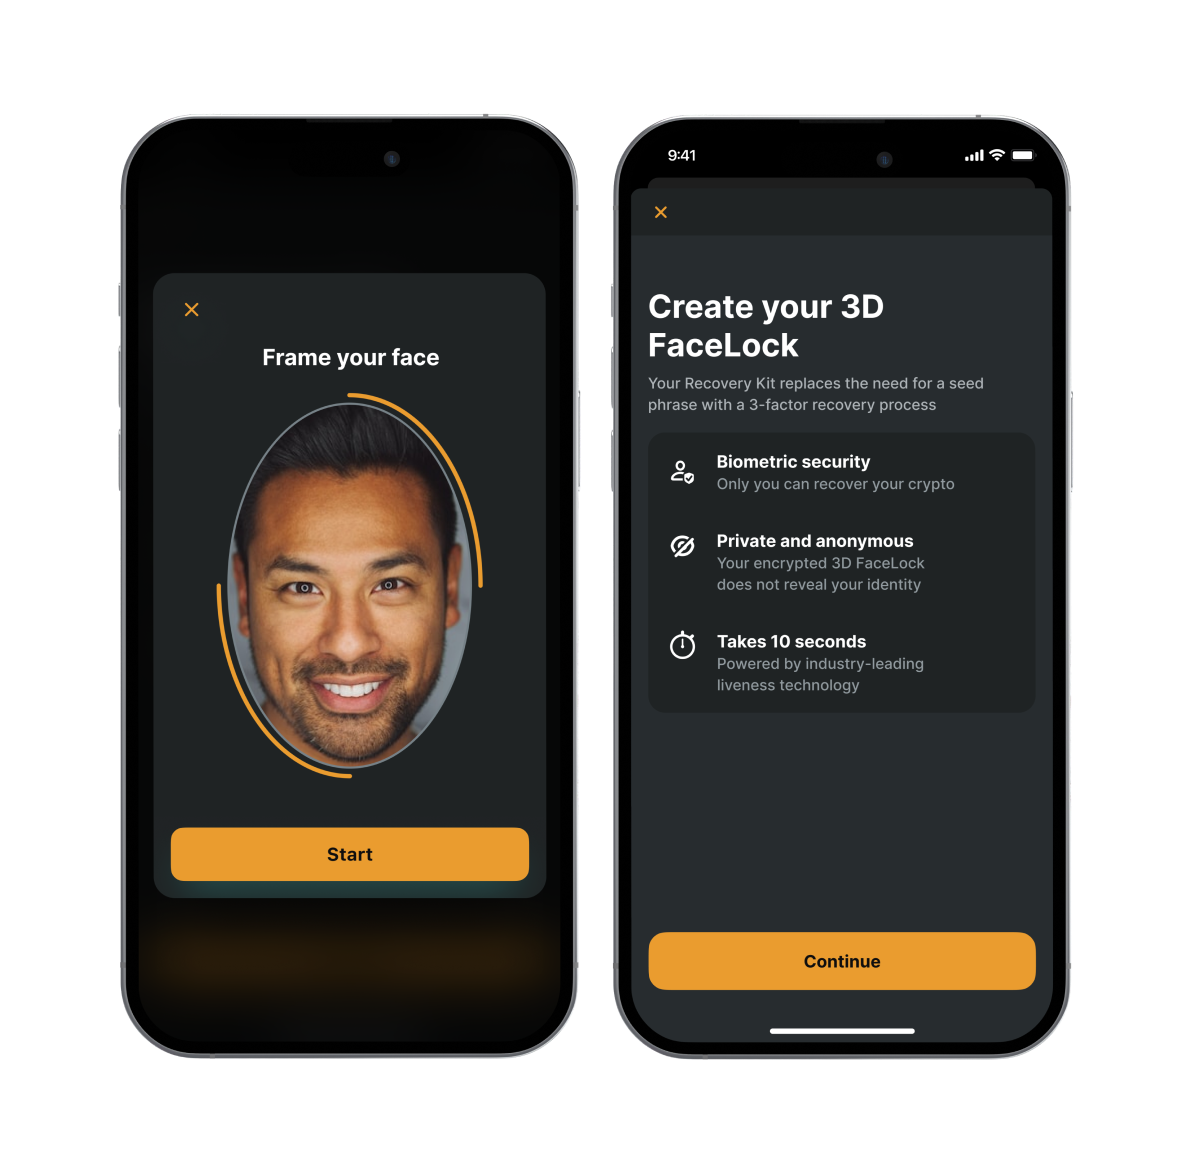 Frame your face
Start
9:41
Create your 3D
FaceLock
Your Recovery Kit replaces the need for a seed
phrase with a 3-factor recovery process
Biometric security
Only you can recover your crypto
Private and anonymous
Your encrypted 3D FaceLock
does not reveal your identity
Takes 10 seconds
Powered by industry-leading
liveness technology
Continue